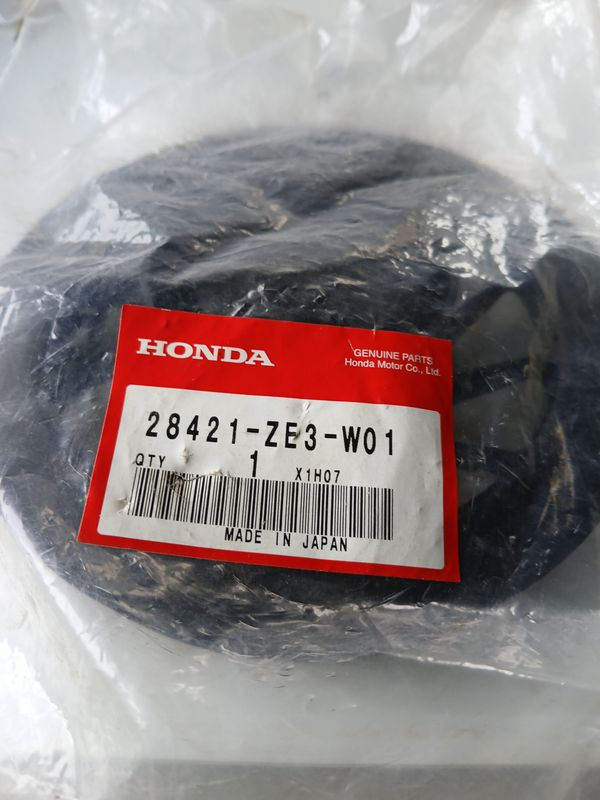 HONDA
GENUINE PARTS
Honda Motor Co., Ltd.
28421-ZE3-W01
QTY 1 X1H07
MADE IN JAPAN